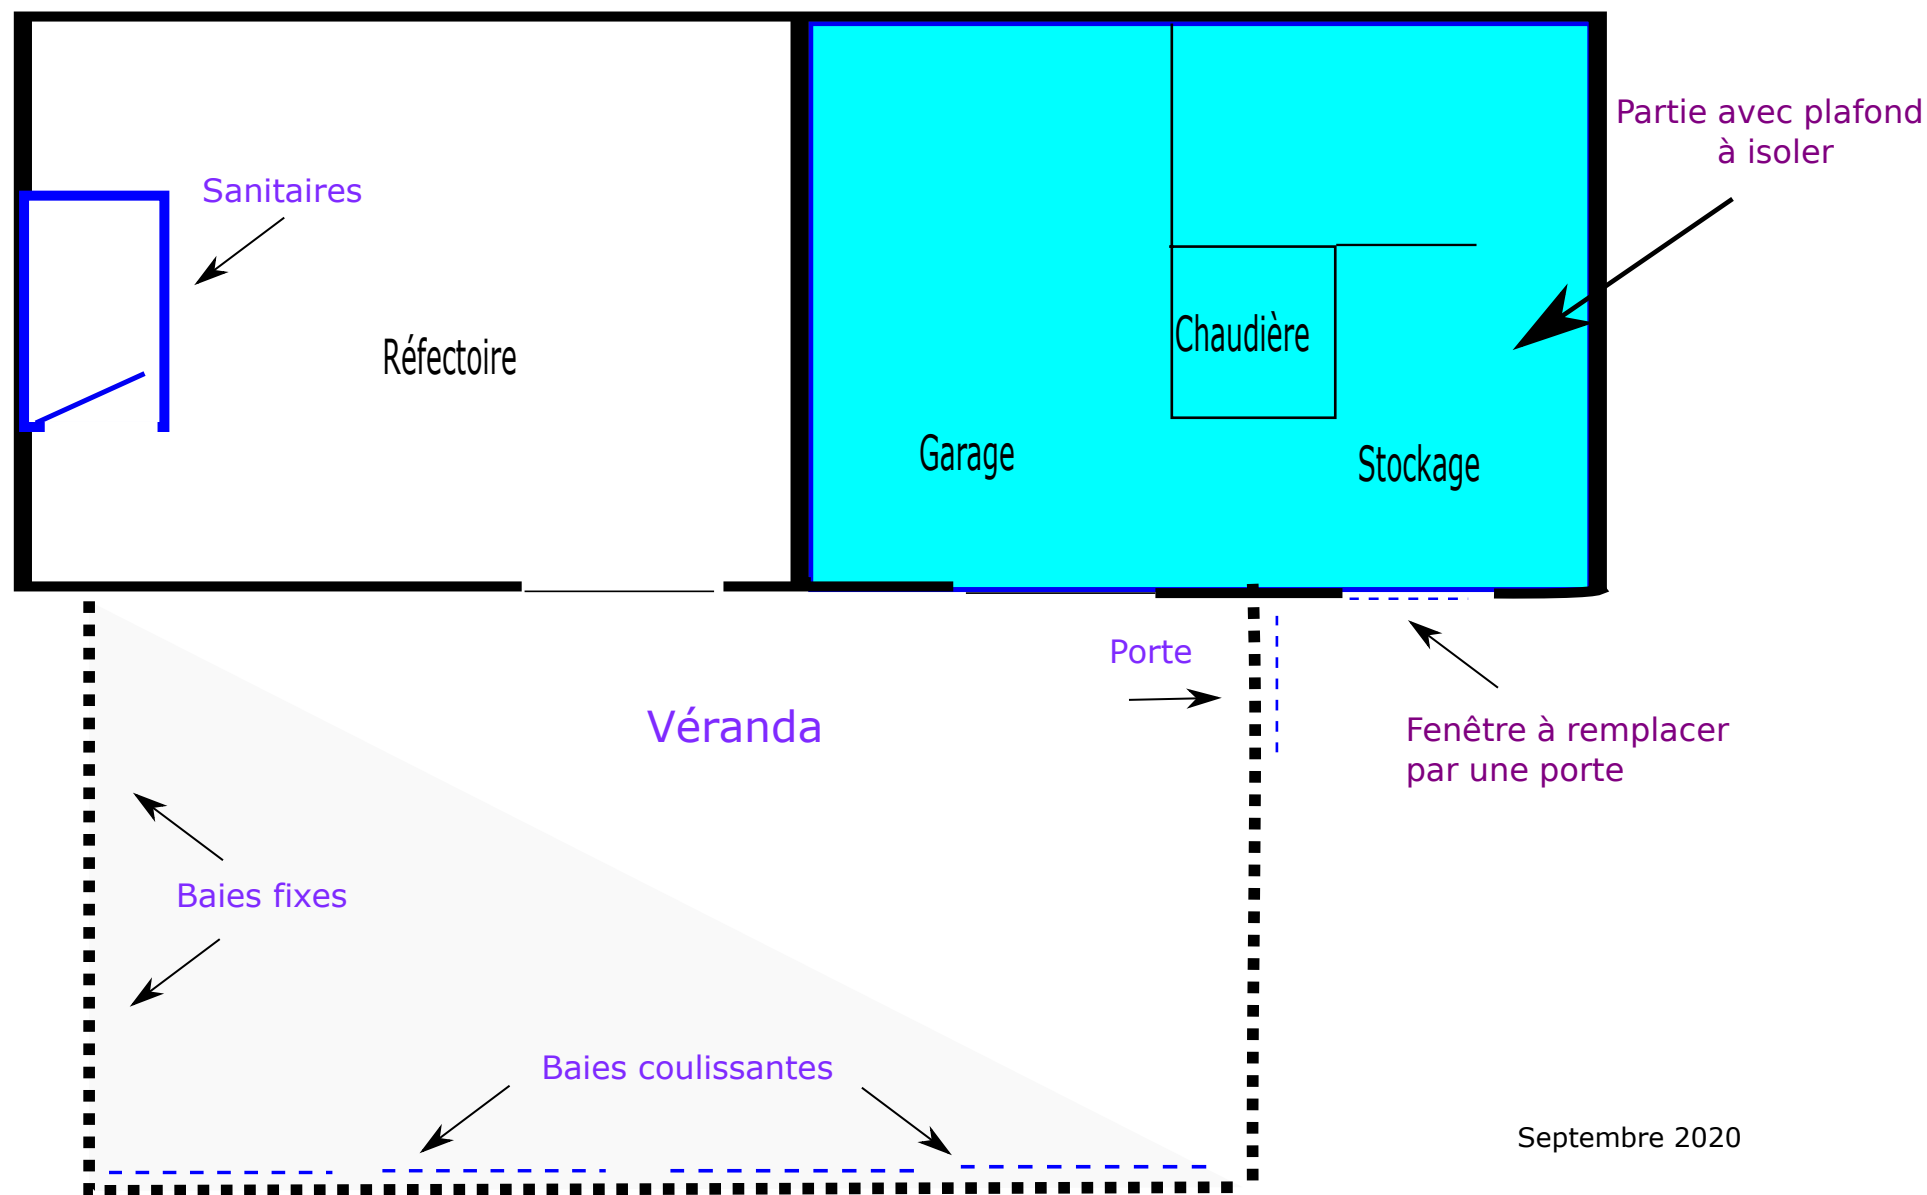 Partie avec plafond
à isoler
Sanitaires
Réfectoire
Chaudière
Garage
Stockage
Porte
Véranda
Fenêtre à remplacer
par une porte
Baies fixes
Baies coulissantes
Septembre 2020